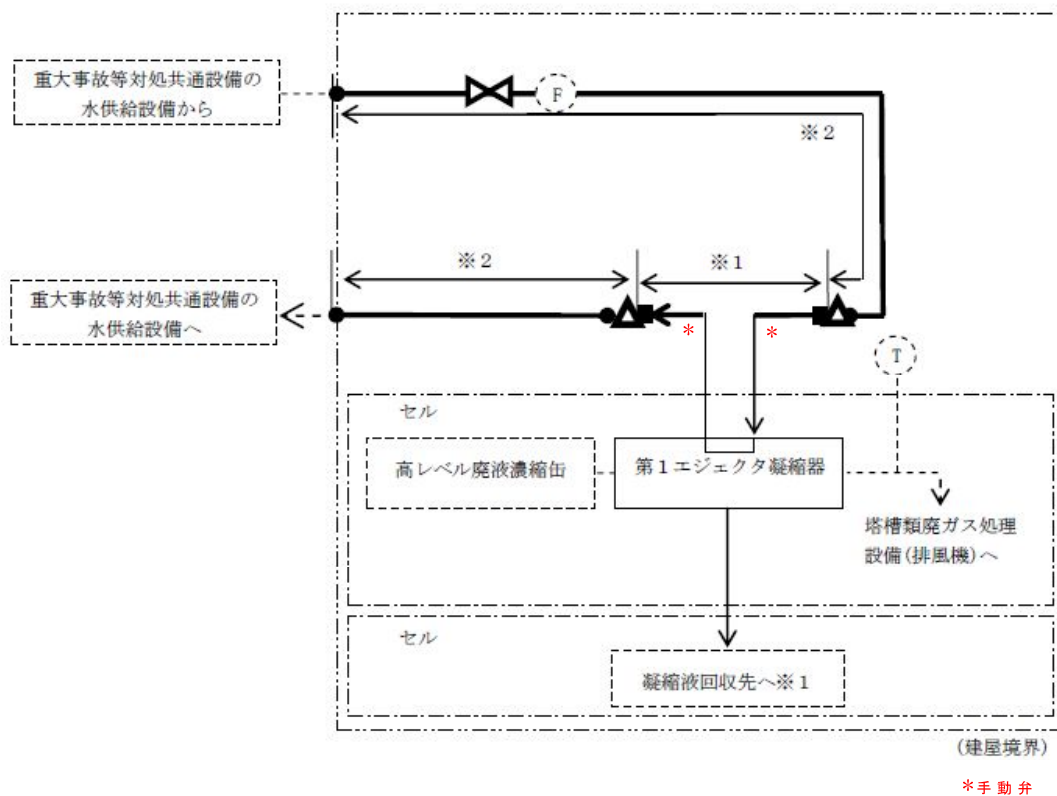 重大事故等対処共通設備の
水供給設備から
F
※2
※2
※1
重大事故等対処共通設備の
水供給設備へ
*
*
T
セル
高レベル廃液濃縮缶
第1エジェクタ凝縮器
塔槽類廃ガス処理
設備(排風機)へ
セル
凝縮液回収先へ※1
(建屋境界)
*手動弁